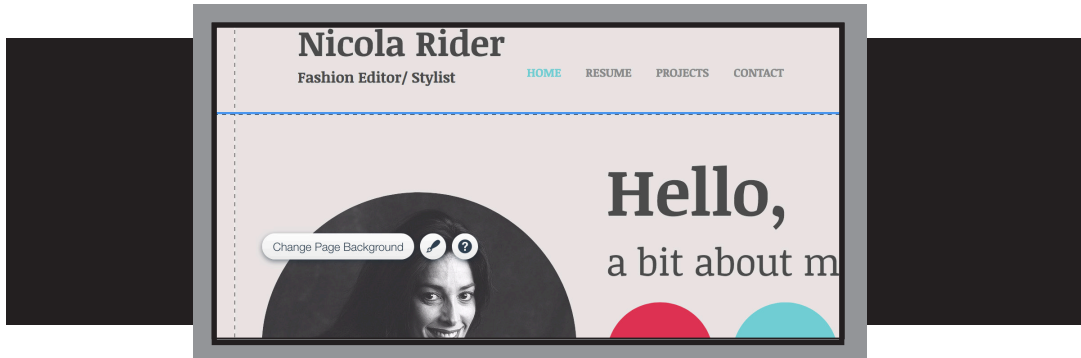 Nicola Rider
Fashion Editor/ Stylist
HOME RESUME PROJECTS CONTACT
Hello,
a bit about m
Change Page Background
?